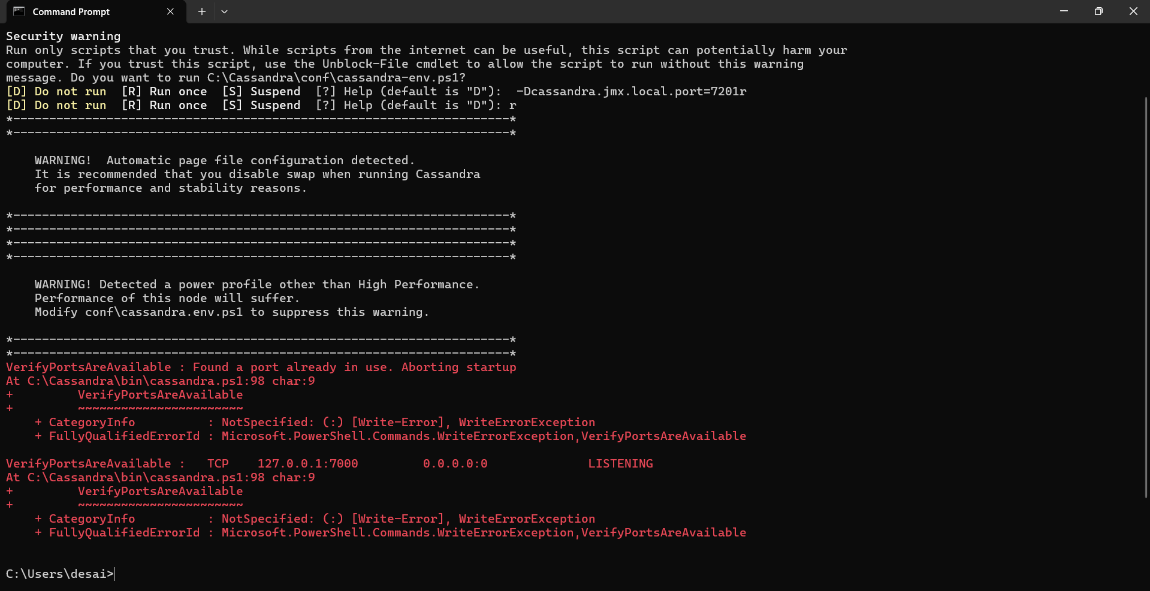 Command Prompt
Security warning
Run only scripts that you trust. While scripts from the internet can be useful, this script can potentially harm your
computer. If you trust this script, use the Unblock-File cmdlet to allow the script to run without this warning
message. Do you want to run C:\Cassandra\conf\cassandra-env.ps1?
[D] Do not run  [R] Run once  [S] Suspend  [?] Help (default is "D"):  -Dcassandra.jmx.local.port=7201r
[D] Do not run  [R] Run once  [S] Suspend  [?] Help (default is "D"): r
*---------------------------------------------------------------------*
*---------------------------------------------------------------------*
    WARNING!  Automatic page file configuration detected.
    It is recommended that you disable swap when running Cassandra
    for performance and stability reasons.
*---------------------------------------------------------------------*
*---------------------------------------------------------------------*
*---------------------------------------------------------------------*
*---------------------------------------------------------------------*
    WARNING! Detected a power profile other than High Performance.
    Performance of this node will suffer.
    Modify conf\cassandra.env.ps1 to suppress this warning.
*---------------------------------------------------------------------*
*---------------------------------------------------------------------*
VerifyPortsAreAvailable : Found a port already in use. Aborting startup
At C:\Cassandra\bin\cassandra.ps1:98 char:9
+         VerifyPortsAreAvailable
+         ~~~~~~~~~~~~~~~~~~~~~~~
    + CategoryInfo          : NotSpecified: (:) [Write-Error], WriteErrorException
    + FullyQualifiedErrorId : Microsoft.PowerShell.Commands.WriteErrorException,VerifyPortsAreAvailable
VerifyPortsAreAvailable :   TCP    127.0.0.1:7000         0.0.0.0:0              LISTENING
At C:\Cassandra\bin\cassandra.ps1:98 char:9
+         VerifyPortsAreAvailable
+         ~~~~~~~~~~~~~~~~~~~~~~~
    + CategoryInfo          : NotSpecified: (:) [Write-Error], WriteErrorException
    + FullyQualifiedErrorId : Microsoft.PowerShell.Commands.WriteErrorException,VerifyPortsAreAvailable
C:\Users\desai>